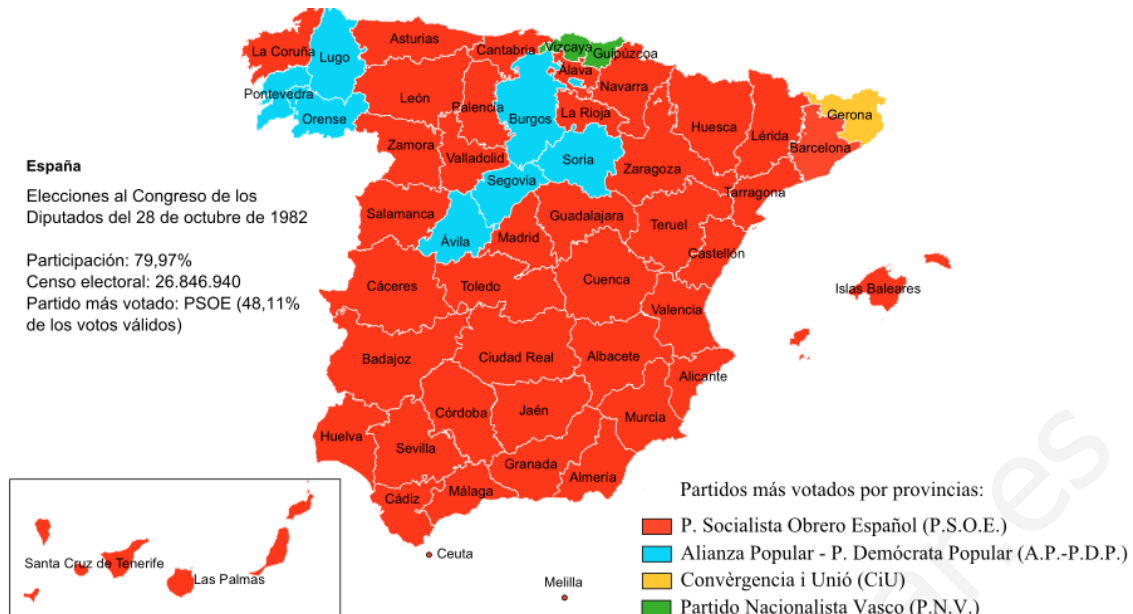 Asturias
La Coruña
Lugo
Cantabria
Vizcaya
Guipúzcoa
Álava
Navarra
Pontevedra
Orense
León
Palencia
Burgos
La Rioja
Huesca
Lérida
Gerona
Barcelona
Zamora
Valladolid
Soria
Zaragoza
Segovia
Tarragona
España
Elecciones al Congreso de los
Diputados del 28 de octubre de 1982
Participación: 79,97%
Censo electoral: 26.846.940
Partido más votado: PSOE (48,11%
de los votos válidos)
Salamanca
Ávila
Madrid
Guadalajara
Teruel
Castellón
Cáceres
Toledo
Cuenca
Islas Baleares
Valencia
Badajoz
Ciudad Real
Albacete
Alicante
Córdoba
Jaén
Murcia
Huelva
Sevilla
Granada
Almería
Cádiz
Málaga
Ceuta
Melilla
Santa Cruz de Tenerife
Las Palmas
Partidos más votados por provincias:
P. Socialista Obrero Español (P.S.O.E.)
Alianza Popular - P. Demócrata Popular (A.P.-P.D.P.)
Convèrgencia i Unió (CiU)
Partido Nacionalista Vasco (P.N.V.)
ar.es